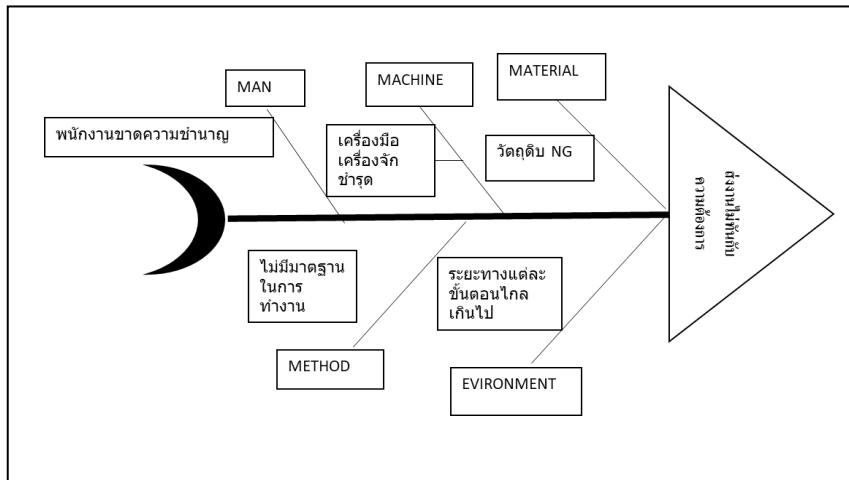 MAN
MACHINE
MATERIAL
พนักงานขาดความชำนาญ
เครื่องมือ
เครื่องจัก
ชำรุด
วัตถุดิบ NG
ส่งงานไม่ทันกับ
ความต้องการ
ไม่มีมาตฐาน
ในการ
ทำงาน
ระยะทางแต่ละ
ขั้นตอนไกล
เกินไป
METHOD
EVIRONMENT